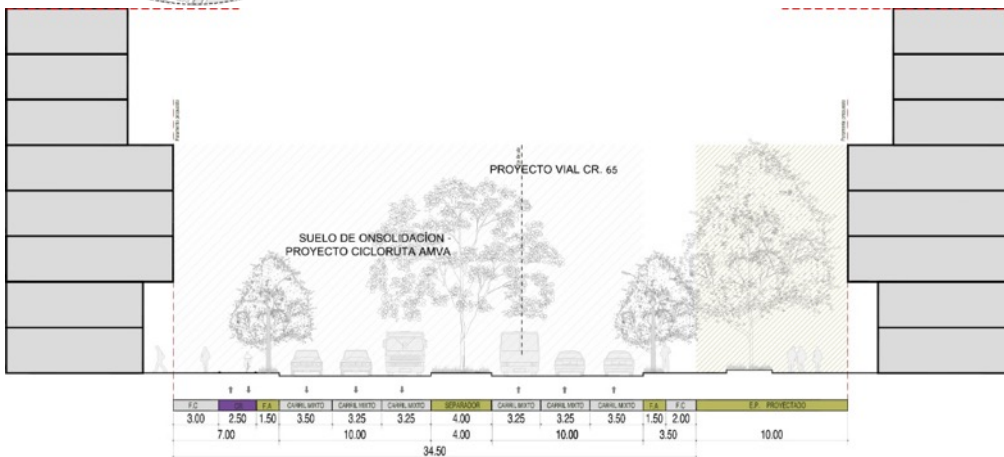 PROYECTO VIAL CR. 65
SUELO DE ONSOLIDACÍON -
PROYECTO CICLORUTA AMVA
F.C F.A CARRIL MIXTO CARRIL MIXTO CARRIL MIXTO SEPARADOR CARRIL MIXTO CARRIL MIXTO CARRIL MIXTO F.A F.C E.P. PROYECTADO
3.00 2.50 1.50 3.50 3.25 3.25 4.00 3.25 3.25 3.50 1.50 2.00
7.00 10.00 4.00 10.00 3.50 10.00
34.50